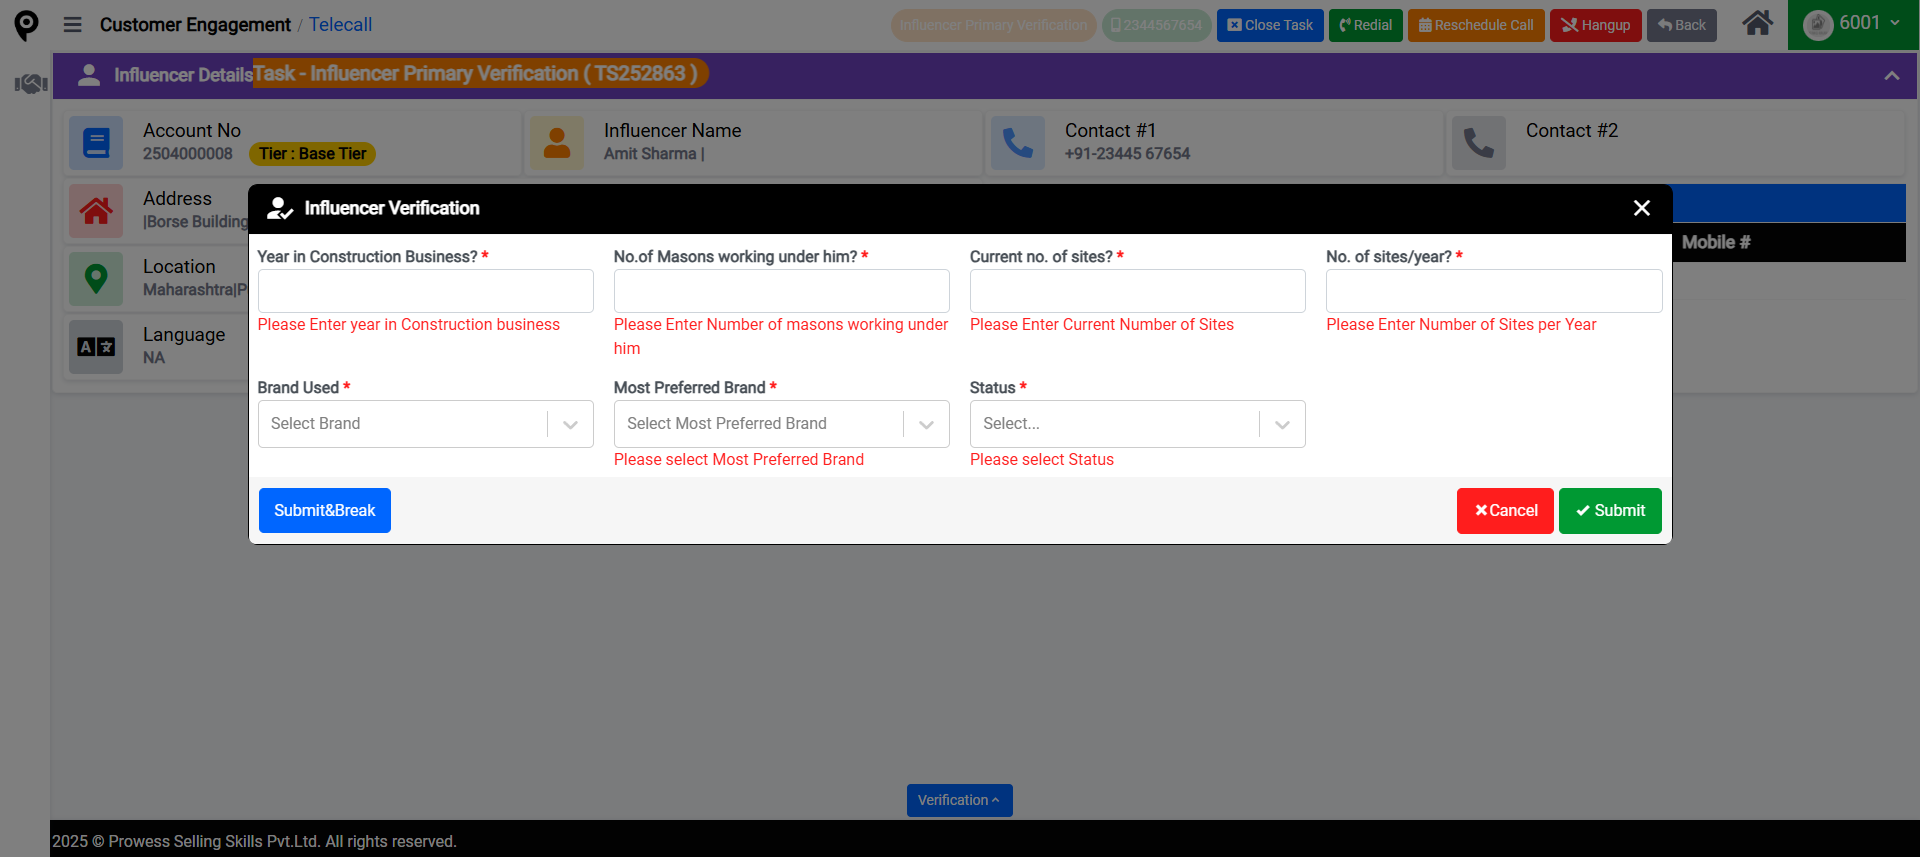 Customer Engagement / Telecall
Influencer Primary Verification
2344567654
Close Task
Redial
Reschedule Call
Hangup
Back
6001
Influencer Details
Task - Influencer Primary Verification ( TS252863 )
Account No
2504000008
Tier : Base Tier
Influencer Name
Amit Sharma |
Contact #1
+91-23445 67654
Contact #2
Address
|Borse Building
Location
Maharashtra|P
Language
NA
Mobile #
Influencer Verification
Year in Construction Business? *
Please Enter year in Construction business
No.of Masons working under him? *
Please Enter Number of masons working under
him
Current no. of sites? *
Please Enter Current Number of Sites
No. of sites/year? *
Please Enter Number of Sites per Year
Brand Used *
Select Brand
Most Preferred Brand *
Select Most Preferred Brand
Please select Most Preferred Brand
Status *
Select...
Please select Status
Submit&Break
Cancel
Submit
Verification
2025 © Prowess Selling Skills Pvt.Ltd. All rights reserved.